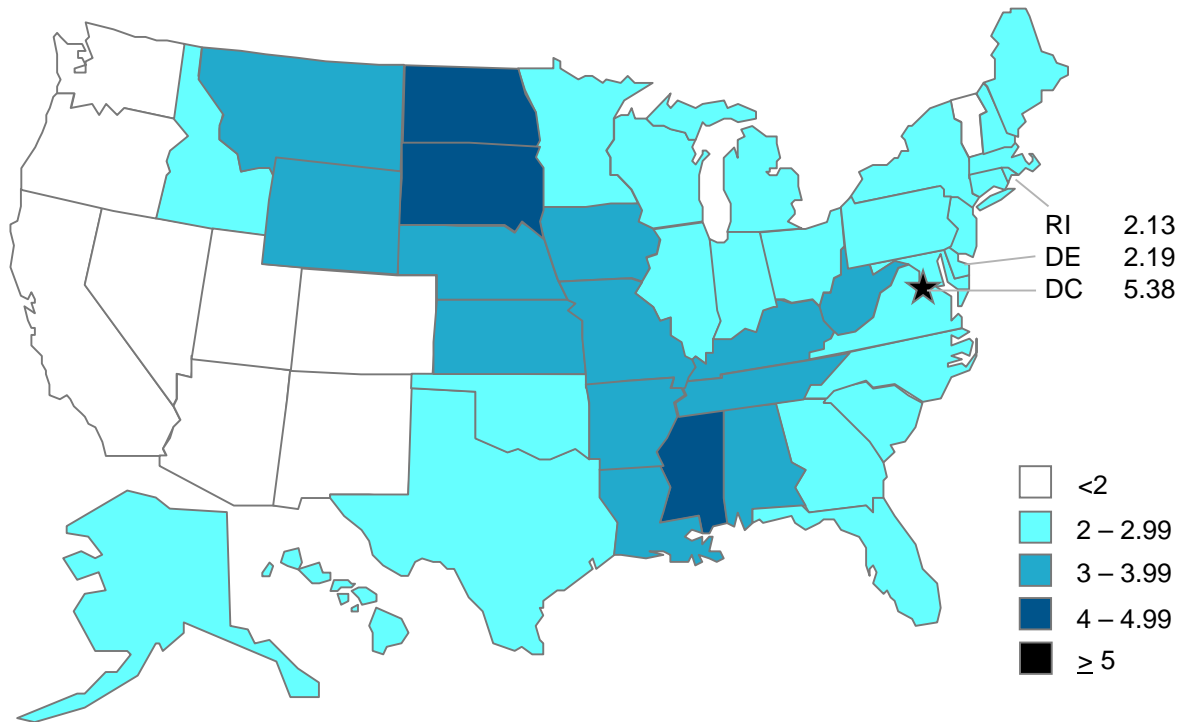 RI 2.13
DE 2.19
DC 5.38
<2
2 – 2.99
3 – 3.99
4 – 4.99
≥ 5